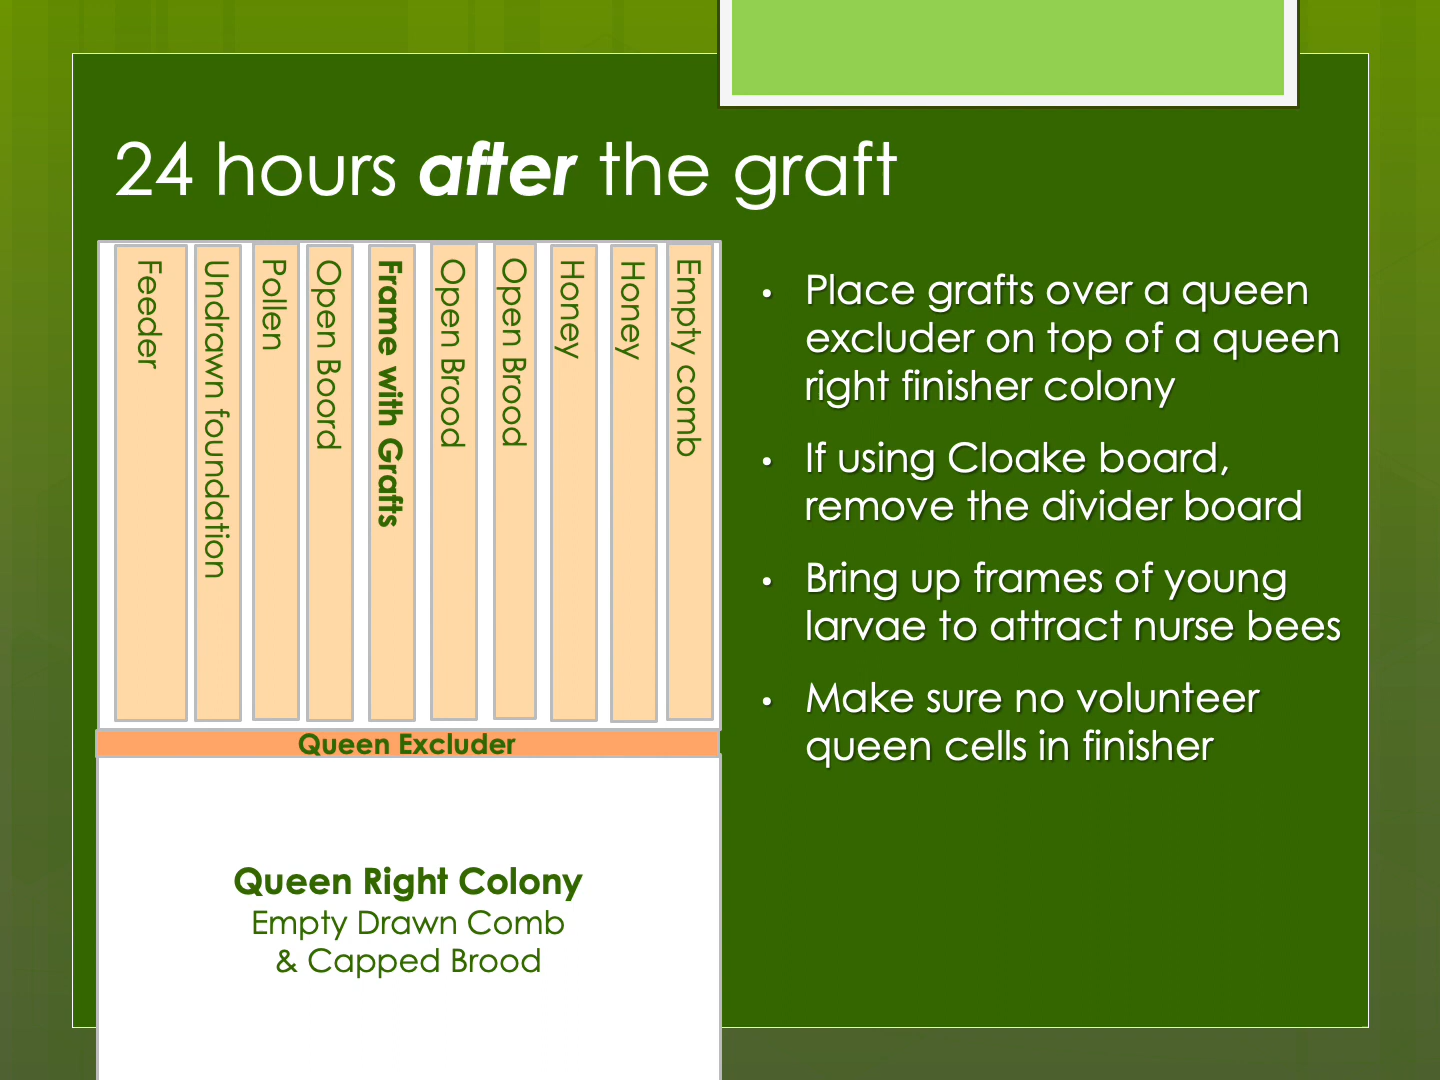 24 hours after the graft
Feeder
Undrawn foundation
Pollen
Open Boord
Frame with Grafts
Open Brood
Open Brood
Honey
Honey
Empty comb
Queen Excluder
Queen Right Colony
Empty Drawn Comb
& Capped Brood
• Place grafts over a queen
excluder on top of a queen
right finisher colony
• If using Cloake board,
remove the divider board
• Bring up frames of young
larvae to attract nurse bees
• Make sure no volunteer
queen cells in finisher